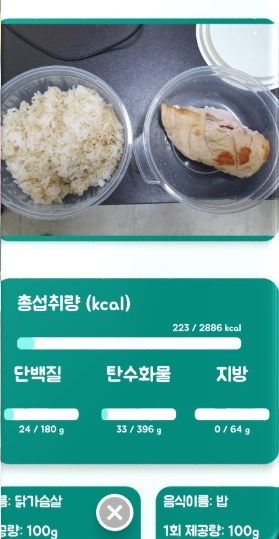 총섭취량 (kcal)
223 / 2886 kcal
단백질 탄수화물 지방
24 / 180 g 33 / 396 g 0 / 64 g
름: 닭가슴살 음식이름: 밥
공량: 100g 1회 제공량: 100g